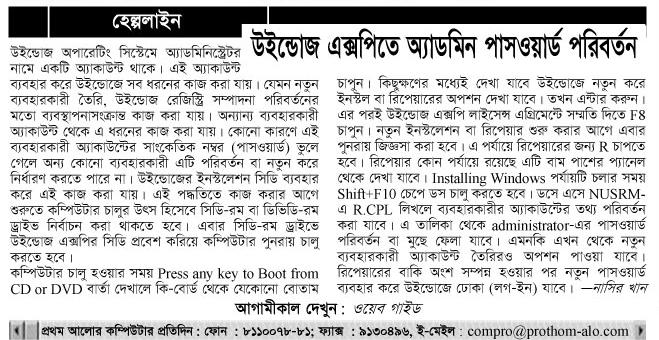 হেল্পলাইন
উইন্ডোজ এক্সপিতে অ্যাডমিন পাসওয়ার্ড পরিবর্তন
উইন্ডোজ অপারেটিং সিস্টেমে অ্যাডমিনিস্ট্রেটর
নামে একটি অ্যাকাউন্ট থাকে। এই অ্যাকাউন্ট
ব্যবহার করে উইন্ডোজে সব ধরনের কাজ করা যায়। যেমন নতুন
ব্যবহারকারী তৈরি, উইন্ডোজ রেজিস্ট্রি সম্পাদনা পরিবর্তনের
মতো ব্যবস্থাপনাসংক্রান্ত কাজ করা যায়। অন্যান্য ব্যবহারকারী
অ্যাকাউন্ট থেকে এ ধরনের কাজ করা যায়। কোনো কারণে এই
ব্যবহারকারী অ্যাকাউন্টের সাংকেতিক নম্বর (পাসওয়ার্ড) ভুলে
গেলে অন্য কোনো ব্যবহারকারী এটি পরিবর্তন বা নতুন করে
নির্ধারণ করতে পারে না। উইন্ডোজের ইনস্টলেশন সিডি ব্যবহার
করে এই কাজ করা যায়। এই পদ্ধতিতে কাজ করার আগে
শুরুতে কম্পিউটার চালুর উৎস হিসেবে সিডি-রম বা ডিভিডি-রম
ড্রাইভ নির্বাচন করা থাকতে হবে। এবার সিডি-রম ড্রাইভে
উইন্ডোজ এক্সপির সিডি প্রবেশ করিয়ে কম্পিউটার পুনরায় চালু
করতে হবে।
কম্পিউটার চালু হওয়ার সময় Press any key to Boot from
CD or DVD বার্তা দেখালে কি-বোর্ড থেকে যেকোনো বোতাম
চাপুন। কিছুক্ষণের মধ্যেই দেখা যাবে উইন্ডোজে নতুন করে
ইনস্টল বা রিপেয়ারের অপশন দেখা যাবে। তখন এন্টার করুন।
এর পরই উইন্ডোজ এক্সপি লাইসেন্স এগ্রিমেন্টে সম্মতি দিতে F8
চাপুন। নতুন ইনস্টলেশন বা রিপেয়ার শুরু করার আগে এবার
পুনরায় জিজ্ঞাসা করা হবে। এ পর্যায়ে রিপেয়ারের জন্য R চাপতে
হবে। রিপেয়ার কোন পর্যায়ে রয়েছে এটি বাম পাশের প্যানেল
থেকে দেখা যাবে। Installing Windows পর্যায়টি চলার সময়
Shift+F10 চেপে ডস চালু করতে হবে। ডসে এসে NUSRM-
এ R.CPL লিখলে ব্যবহারকারীর অ্যাকাউন্টের তথ্য পরিবর্তন
করা যাবে। এ তালিকা থেকে administrator-এর পাসওয়ার্ড
পরিবর্তন বা মুছে ফেলা যাবে। এমনকি এখন থেকে নতুন
ব্যবহারকারী অ্যাকাউন্ট তৈরিরও অপশন পাওয়া যাবে।
রিপেয়ারের বাকি অংশ সম্পন্ন হওয়ার পর নতুন পাসওয়ার্ড
ব্যবহার করে উইন্ডোজে ঢোকা (লগ-ইন) যাবে। —নাসির খান
আগামীকাল দেখুন : ওয়েব গাইড
প্রথম আলোর কম্পিউটার প্রতিদিন : ফোন : ৮১১০০৭৮-৮১; ফ্যাক্স : ৯১৩০৪৯৬, ই-মেইল : compro@prothom-alo.com